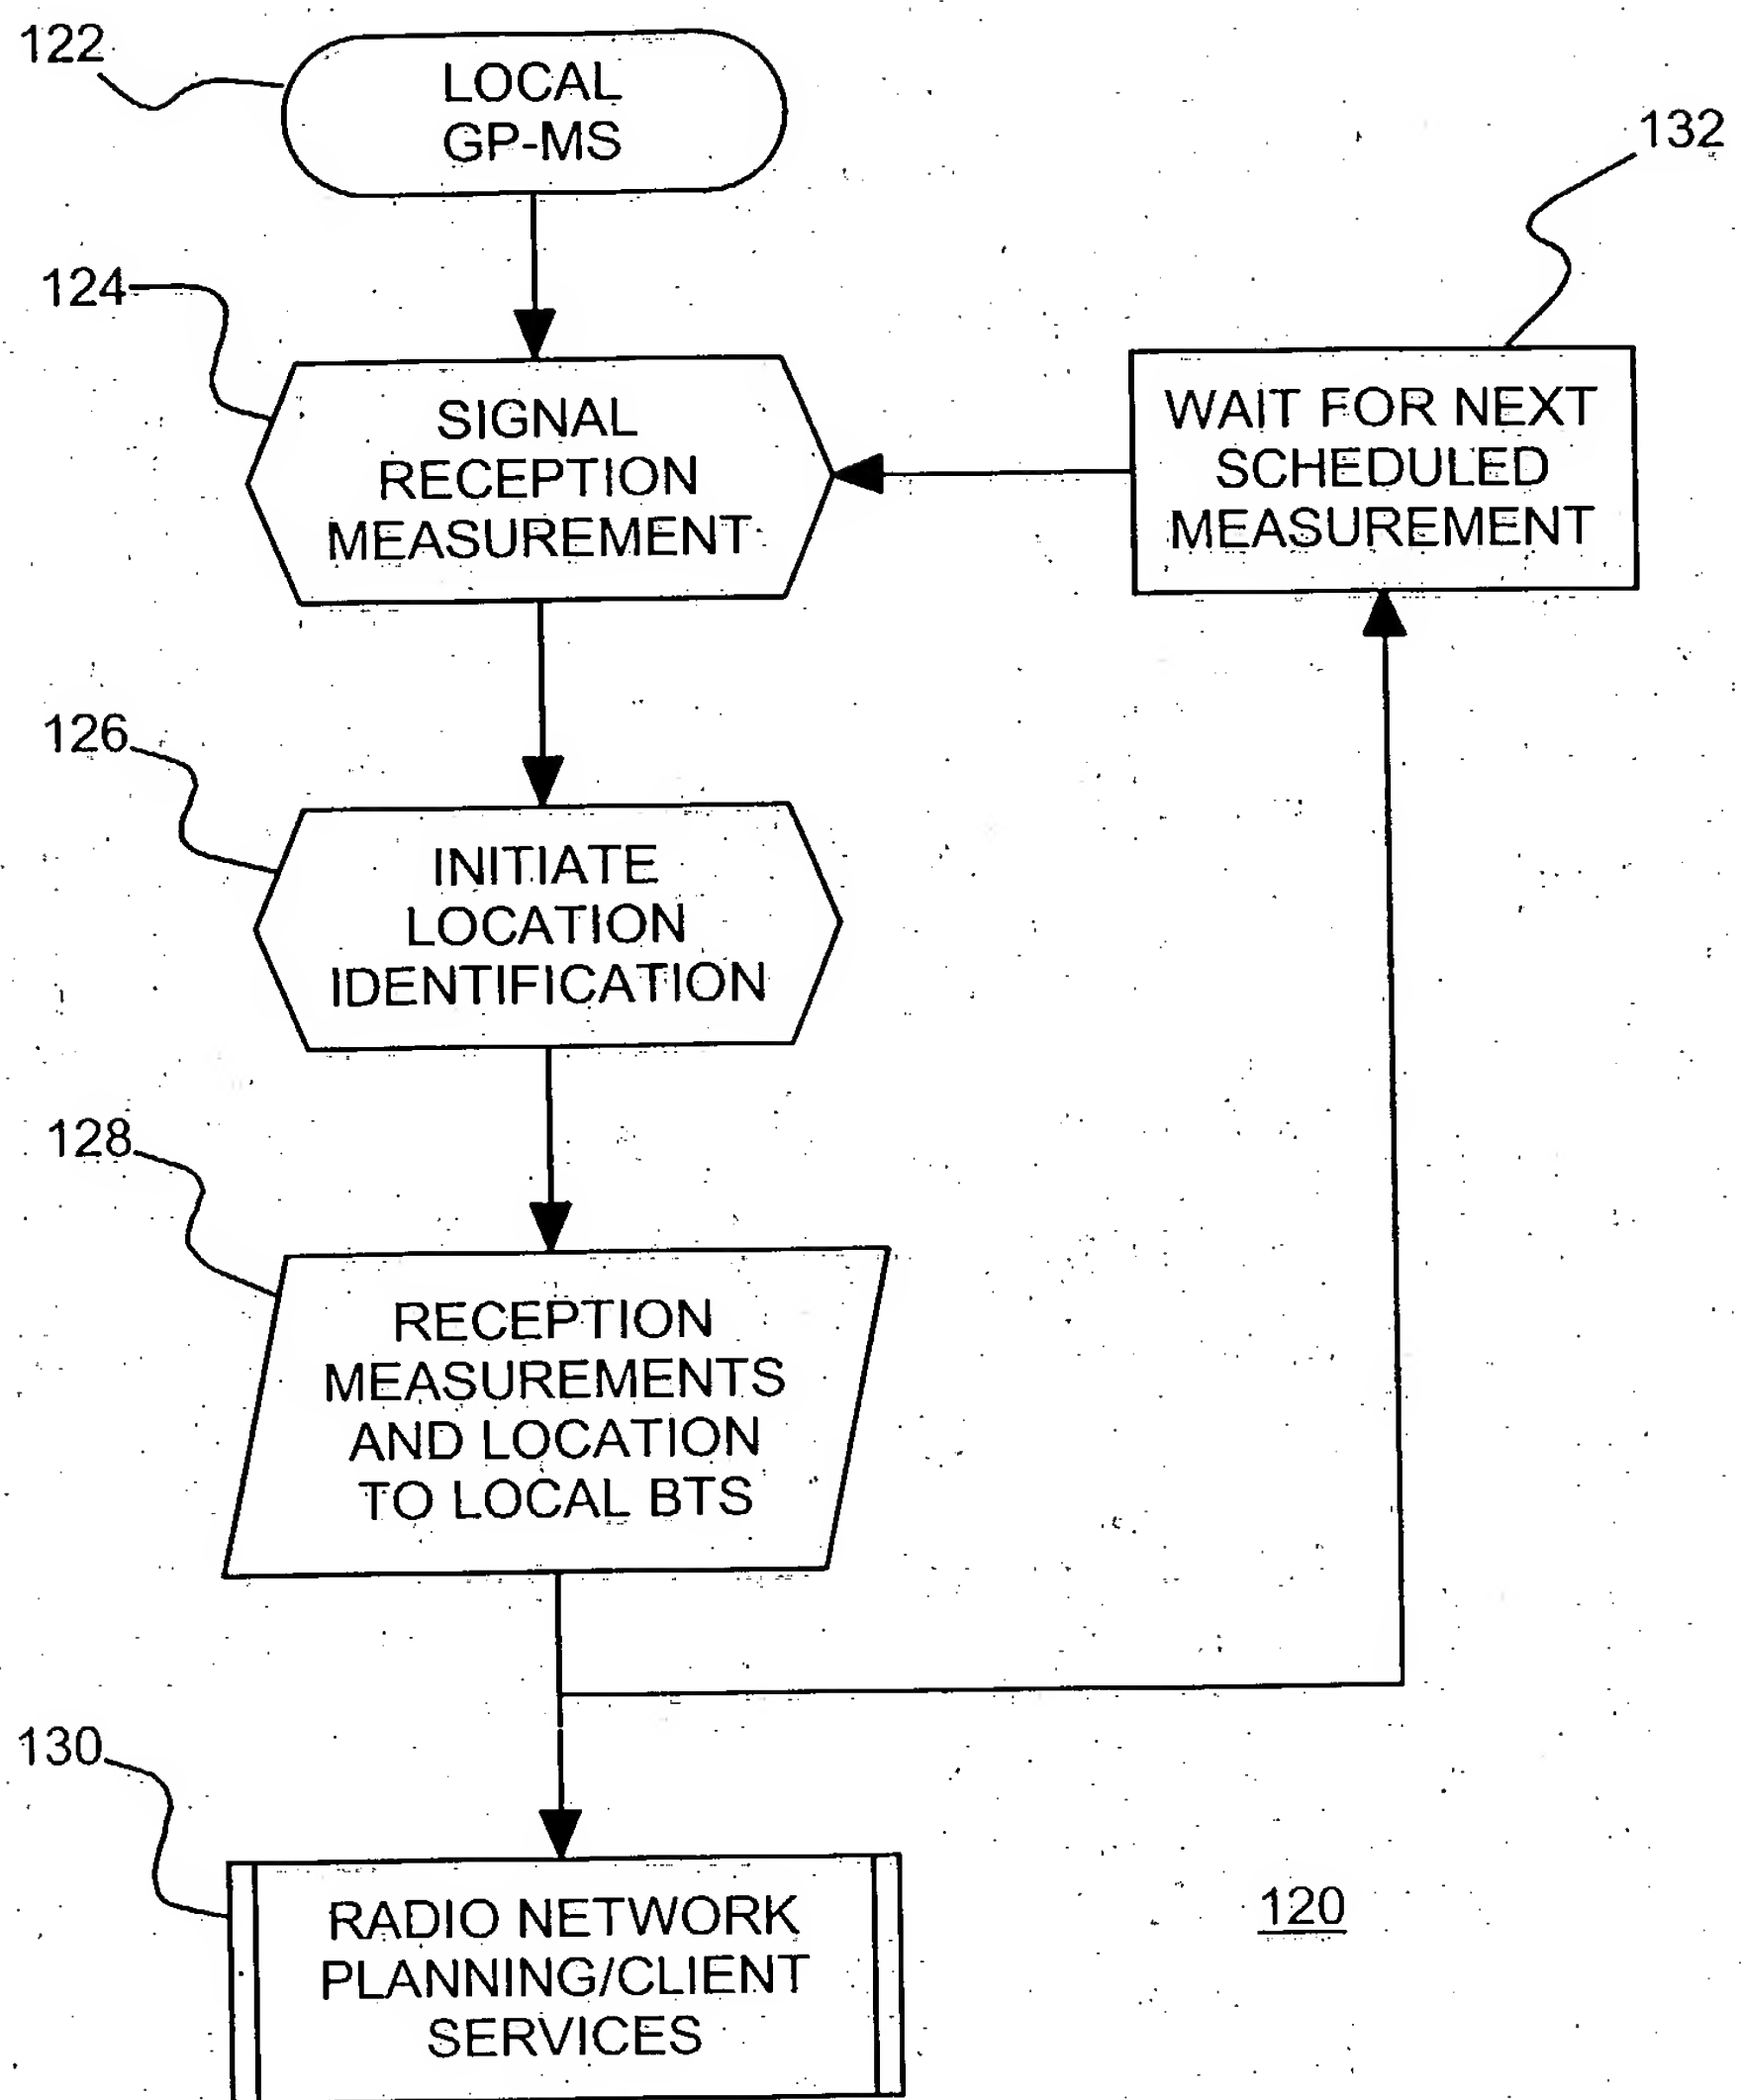 122
LOCAL
GP-MS
132
124
SIGNAL
RECEPTION
MEASUREMENT
WAIT FOR NEXT
SCHEDULED
MEASUREMENT
126
INITIATE
LOCATION
IDENTIFICATION
128
RECEPTION
MEASUREMENTS
AND LOCATION
TO LOCAL BTS
130
RADIO NETWORK
PLANNING/CLIENT
SERVICES
120